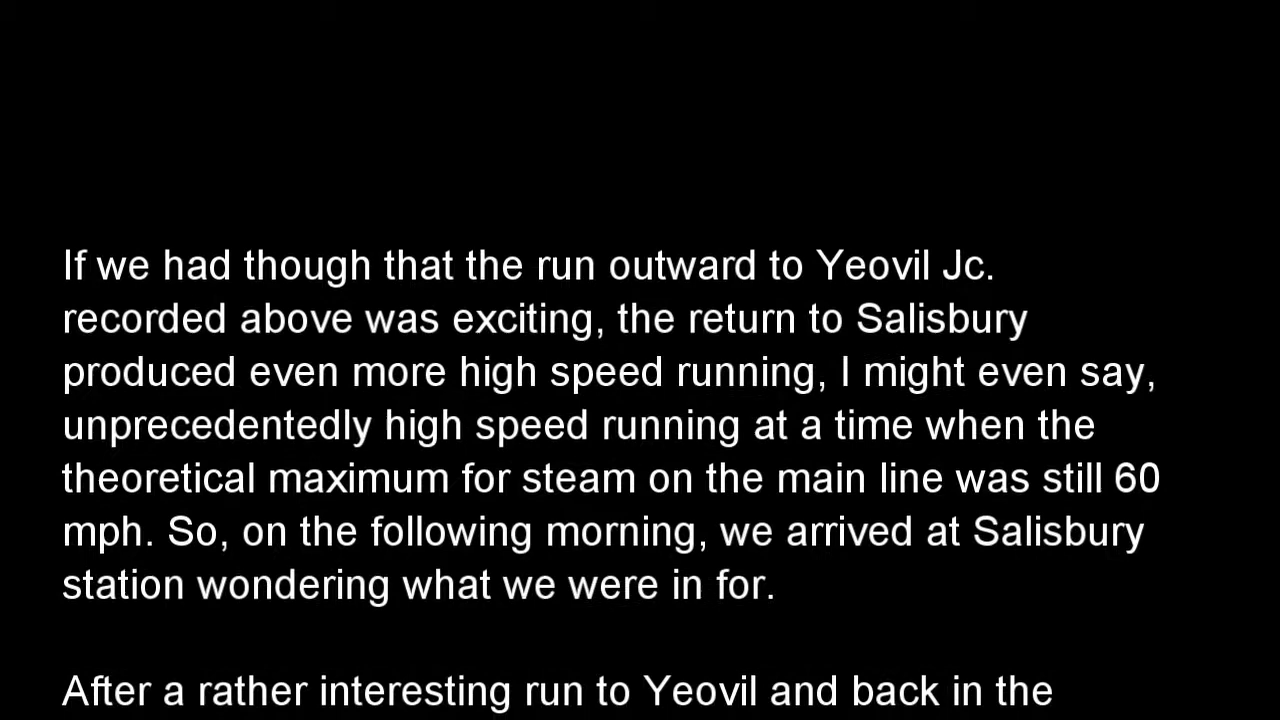 If we had though that the run outward to Yeovil Jc.
recorded above was exciting, the return to Salisbury
produced even more high speed running, I might even say,
unprecedentedly high speed running at a time when the
theoretical maximum for steam on the main line was still 60
mph. So, on the following morning, we arrived at Salisbury
station wondering what we were in for.
After a rather interesting run to Yeovil and back in the